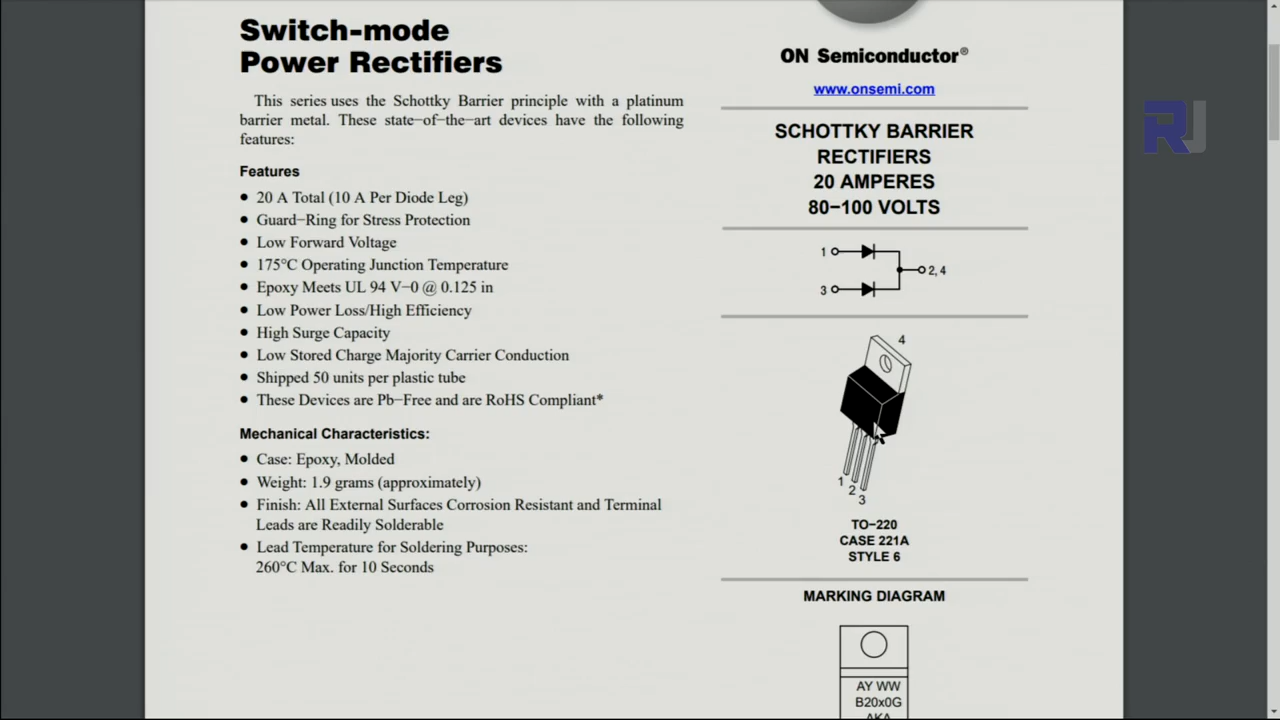 Switch-mode
Power Rectifiers
This series uses the Schottky Barrier principle with a platinum
barrier metal. These state−of−the−art devices have the following
features:
Features
● 20 A Total (10 A Per Diode Leg)
● Guard−Ring for Stress Protection
● Low Forward Voltage
● 175°C Operating Junction Temperature
● Epoxy Meets UL 94 V−0 @ 0.125 in
● Low Power Loss/High Efficiency
● High Surge Capacity
● Low Stored Charge Majority Carrier Conduction
● Shipped 50 units per plastic tube
● These Devices are Pb−Free and are RoHS Compliant*
Mechanical Characteristics:
● Case: Epoxy, Molded
● Weight: 1.9 grams (approximately)
● Finish: All External Surfaces Corrosion Resistant and Terminal
Leads are Readily Solderable
● Lead Temperature for Soldering Purposes:
260°C Max. for 10 Seconds
ON Semiconductor®
www.onsemi.com
SCHOTTKY BARRIER
RECTIFIERS
20 AMPERES
80−100 VOLTS
1
2, 4
3
4
1
2
3
TO−220
CASE 221A
STYLE 6
MARKING DIAGRAM
AY WW
B20x0G
AKA
RJ